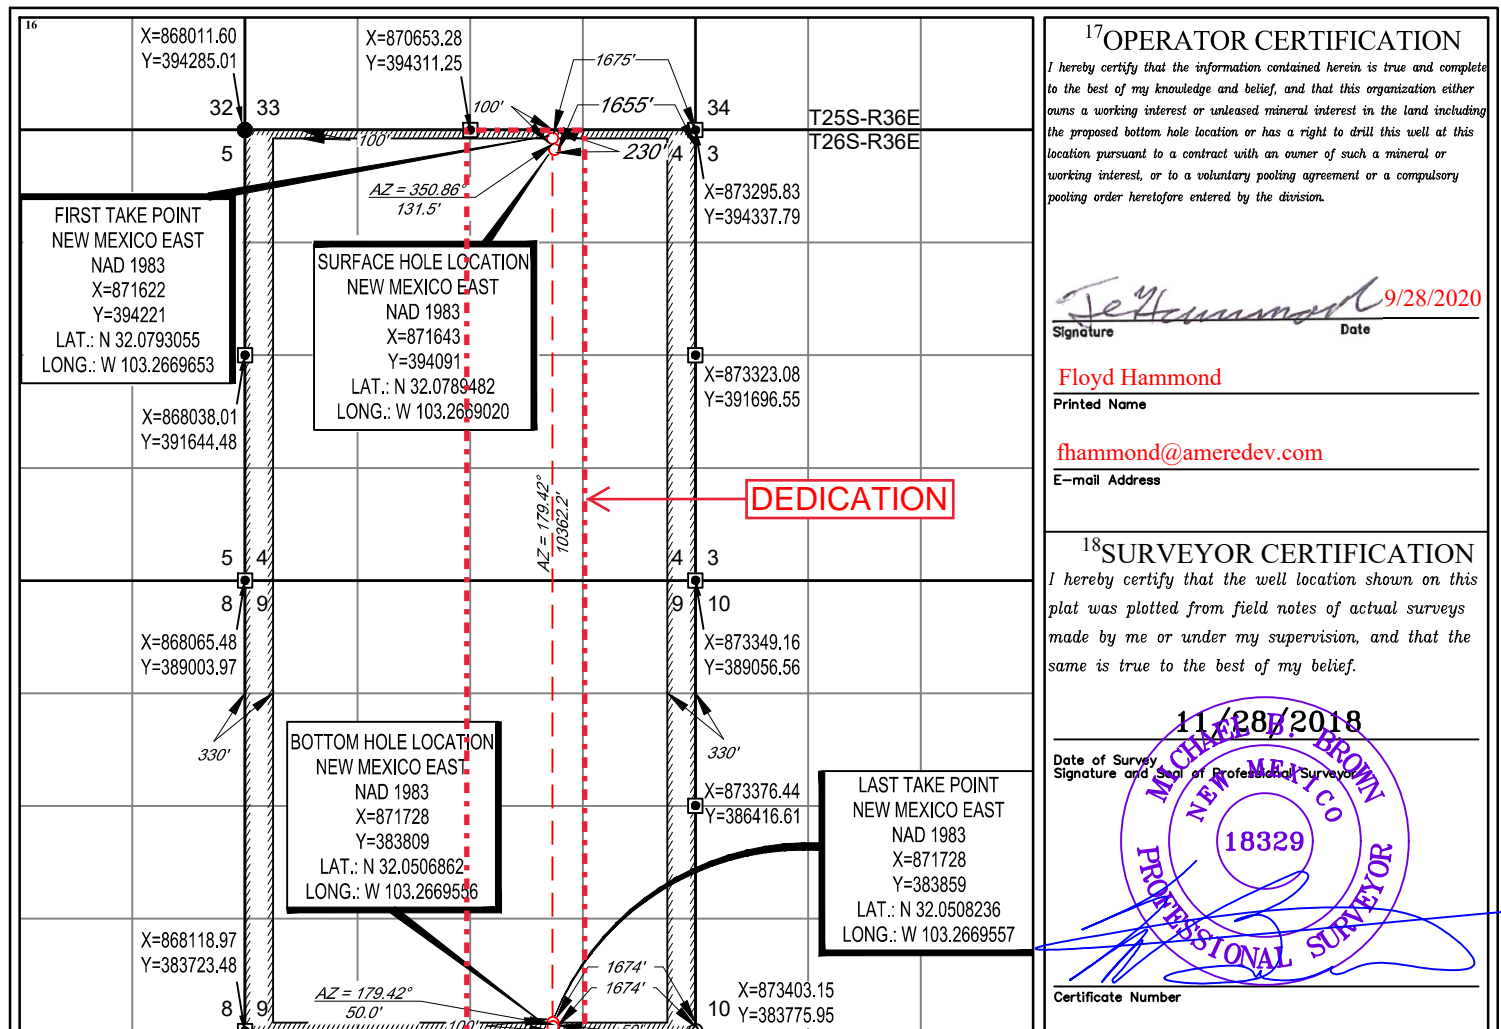 16
X=868011.60
Y=394285.01
X=870653.28
Y=394311.25
1675'
100'
1655'
32 33
34
T25S-R36E
T26S-R36E
5
100'
230'
4 3
AZ = 350.86°
131.5'
X=873295.83
Y=394337.79
FIRST TAKE POINT
NEW MEXICO EAST
NAD 1983
X=871622
Y=394221
LAT.: N 32.0793055
LONG.: W 103.2669653
SURFACE HOLE LOCATION
NEW MEXICO EAST
NAD 1983
X=871643
Y=394091
LAT.: N 32.0789482
LONG.: W 103.2669020
X=868038.01
Y=391644.48
X=873323.08
Y=391696.55
DEDICATION
AZ = 179.42°
10362.2'
5 4
4 3
8 9
9 10
X=868065.48
Y=389003.97
X=873349.16
Y=389056.56
330'
330'
BOTTOM HOLE LOCATION
NEW MEXICO EAST
NAD 1983
X=871728
Y=383809
LAT.: N 32.0506862
LONG.: W 103.2669556
X=873376.44
Y=386416.61
LAST TAKE POINT
NEW MEXICO EAST
NAD 1983
X=871728
Y=383859
LAT.: N 32.0508236
LONG.: W 103.2669557
X=868118.97
Y=383723.48
1674'
1674'
AZ = 179.42°
50.0'
X=873403.15
Y=383775.95
8 9
10
100'
50'
17OPERATOR CERTIFICATION
I hereby certify that the information contained herein is true and complete
to the best of my knowledge and belief, and that this organization either
owns a working interest or unleased mineral interest in the land including
the proposed bottom hole location or has a right to drill this well at this
location pursuant to a contract with an owner of such a mineral or
working interest, or to a voluntary pooling agreement or a compulsory
pooling order heretofore entered by the division.
9/28/2020
Signature Date
Floyd Hammond
Printed Name
fhammond@ameredev.com
E-mail Address
18SURVEYOR CERTIFICATION
I hereby certify that the well location shown on this
plat was plotted from field notes of actual surveys
made by me or under my supervision, and that the
same is true to the best of my belief.
11/28/2018
Date of Survey
Signature and Seal of Professional Surveyor
MICHAEL B. BROWN
NEW MEXICO
18329
PROFESSIONAL SURVEYOR
Certificate Number